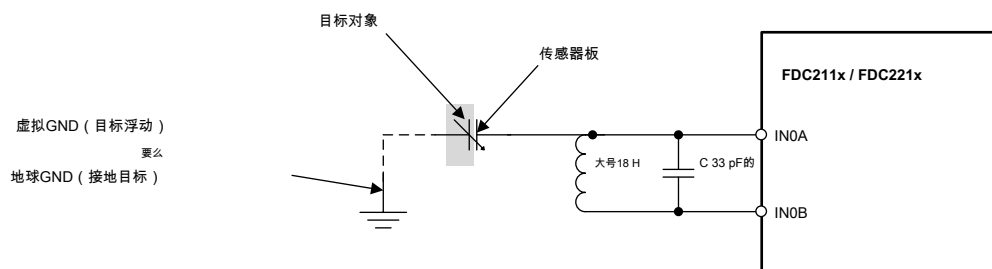 目标对象
传感器板
FDC211x / FDC221x
虚拟GND（目标浮动）
要么
地球GND（接地目标）
IN0A
大号18 H
C 33 pF的
IN0B